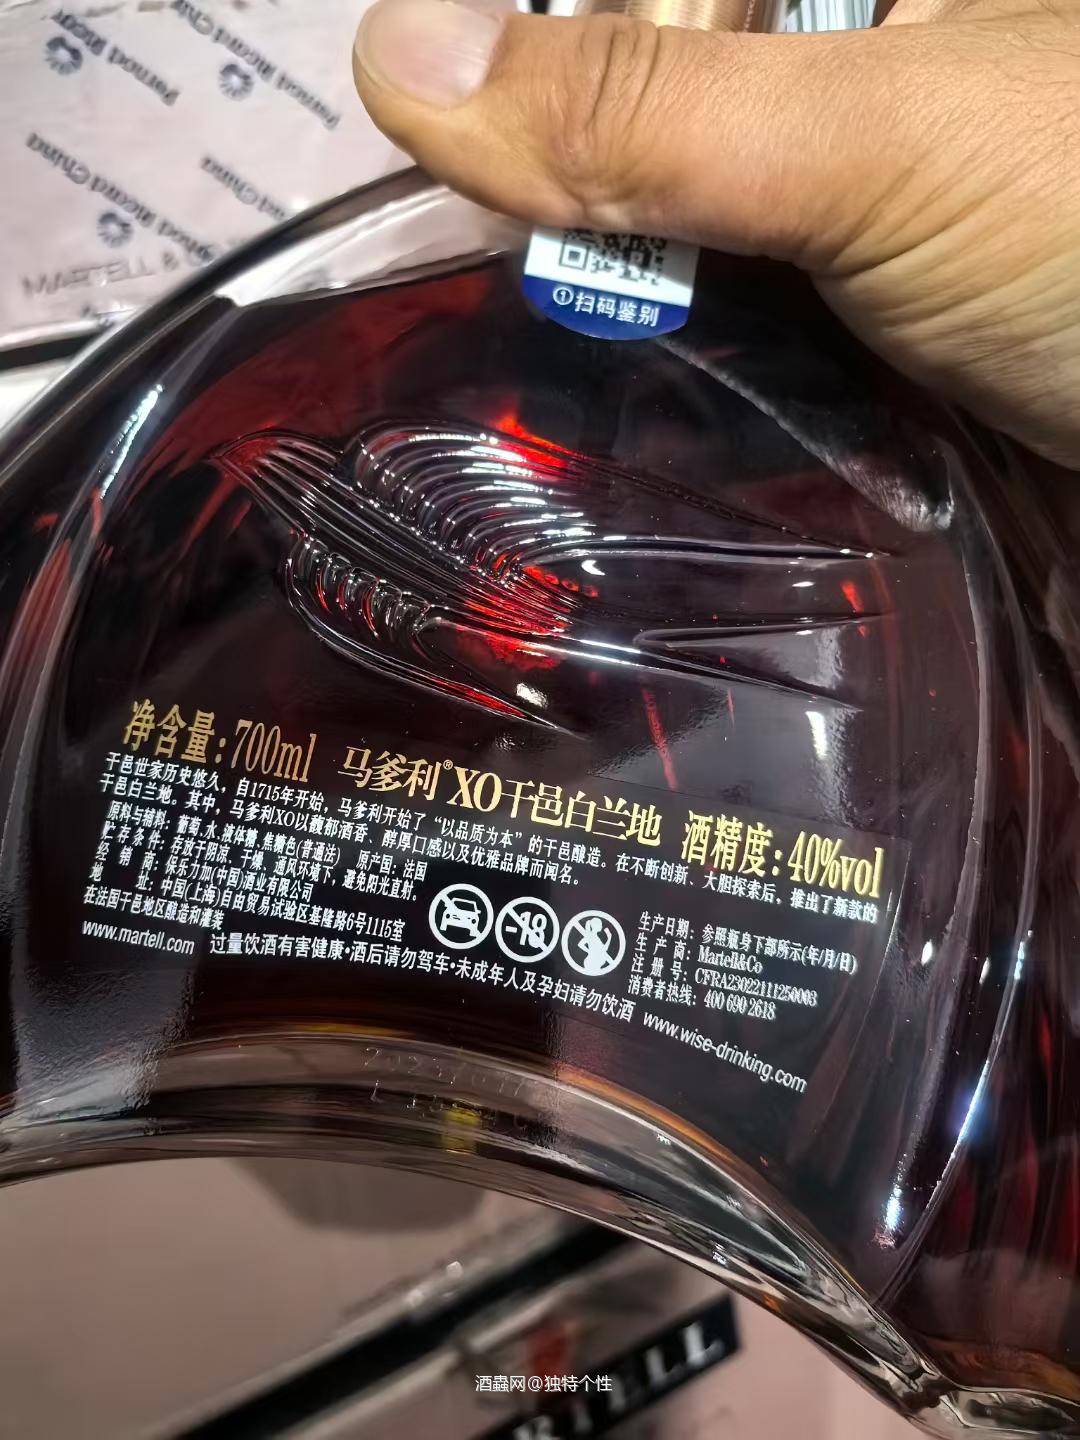 Pernod Ricard China
MARTELL &
①扫码鉴别
净含量:700ml 马爹利®XO干邑白兰地 酒精度:40%vol
干邑世家历史悠久，自1715年开始，马爹利开始了“以品质为本”的干邑酿造。在不断创新、大胆探索后，推出了新款的
干邑白兰地。其中，马爹利XO以馥郁酒香、醇厚口感以及优雅品牌而闻名。
原料与辅料：葡萄,水,液体糖,焦糖色(普通法) 原产国：法国
贮存条件：存放于阴凉、干燥、通风环境下，避免阳光直射。
经销商：保乐力加(中国)酒业有限公司
地址：中国(上海)自由贸易试验区基隆路6号1115室
在法国干邑地区酿造和灌装
-18
生产日期：参照瓶身下部所示(年/月/日)
生产商：Martell&Co
注册号：CFRA23022111250003
消费者热线：400 690 2618
www.martell.com 过量饮酒有害健康•酒后请勿驾车•未成年人及孕妇请勿饮酒 www.wise-drinking.com
RTELL
酒蟲网@独特个性